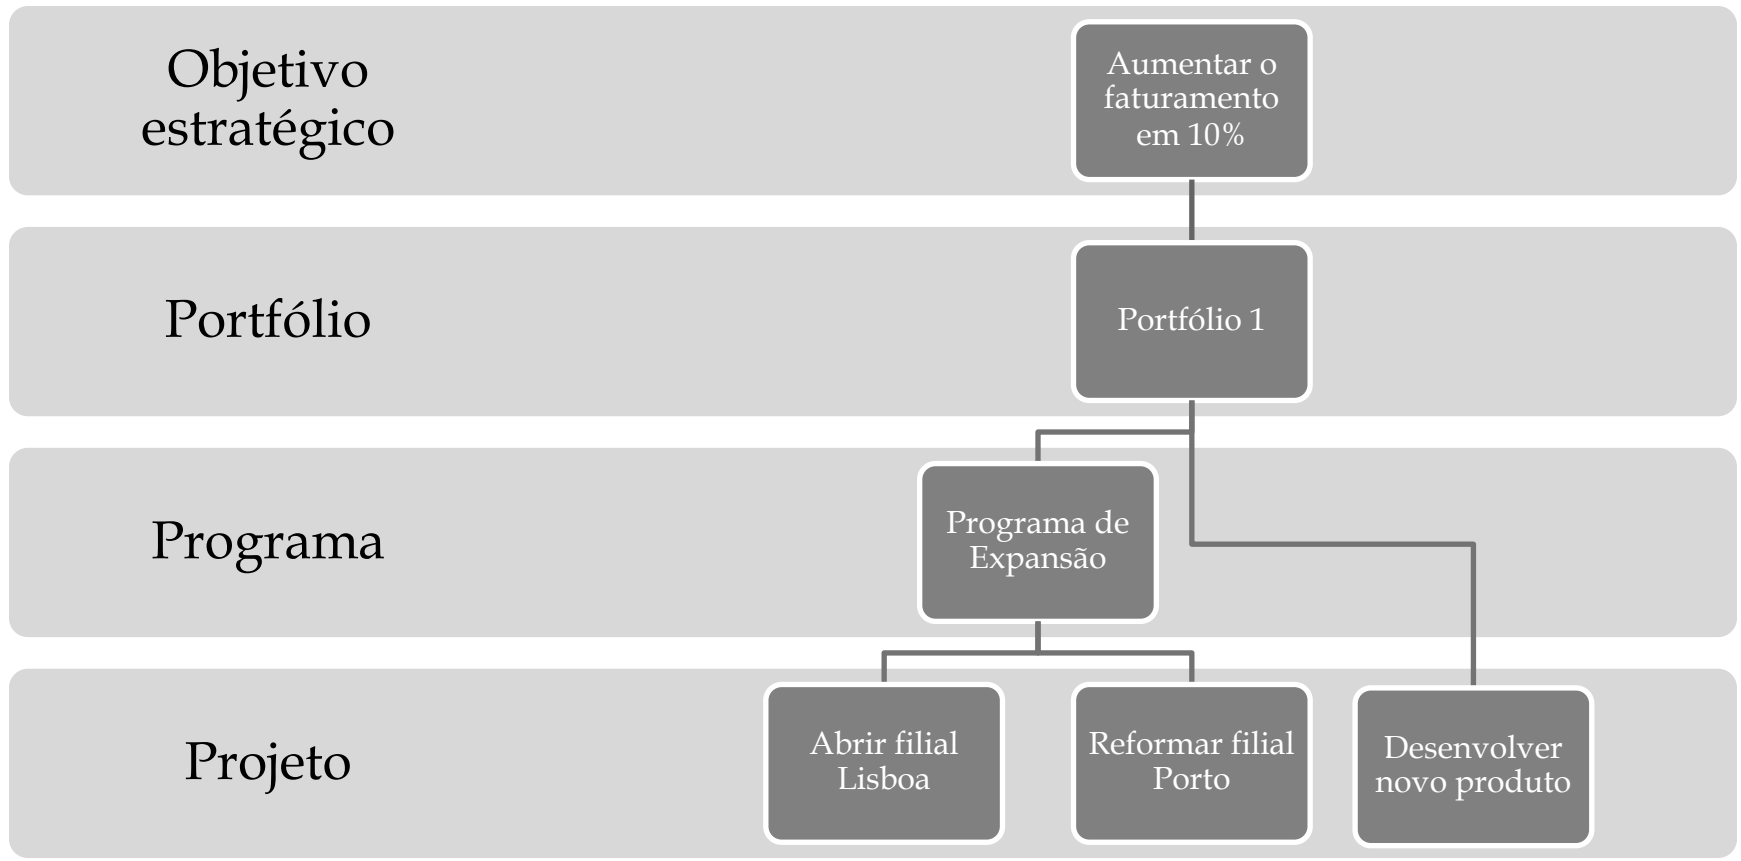 Objetivo
estratégico
Aumentar o
faturamento
em 10%
Portfólio
Portfólio 1
Programa
Programa de
Expansão
Projeto
Abrir filial
Lisboa
Reformar filial
Porto
Desenvolver
novo produto